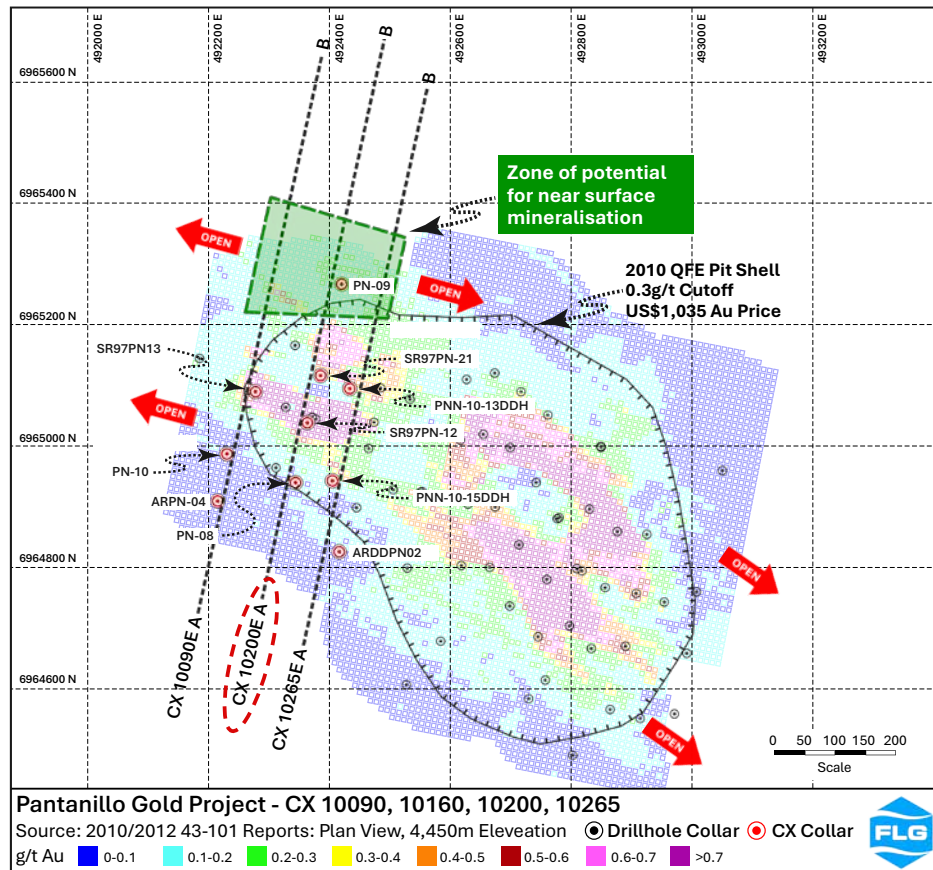 492000 E
492200 E
492400 E
492600 E
492800 E
493000 E
493200 E
B
B
B
6965600 N
Zone of potential
for near surface
mineralisation
6965400 N
OPEN
2010 QFE Pit Shell
0.3g/t Cutoff
US$1,035 Au Price
PN-09
OPEN
6965200 N
SR97PN13
SR97PN-21
PNN-10-13DDH
OPEN
SR97PN-12
6965000 N
PN-10
PNN-10-15DDH
ARPN-04
PN-08
ARDDPN02
6964800 N
OPEN
CX 10090E A
CX 10200E A
CX 10265E A
6964600 N
OPEN
0 50 100 150 200
Scale
Pantanillo Gold Project - CX 10090, 10160, 10200, 10265
Source: 2010/2012 43-101 Reports: Plan View, 4,450m Eleveation
Drillhole Collar
CX Collar
FLG
g/t Au 0-0.1 0.1-0.2 0.2-0.3 0.3-0.4 0.4-0.5 0.5-0.6 0.6-0.7 >0.7